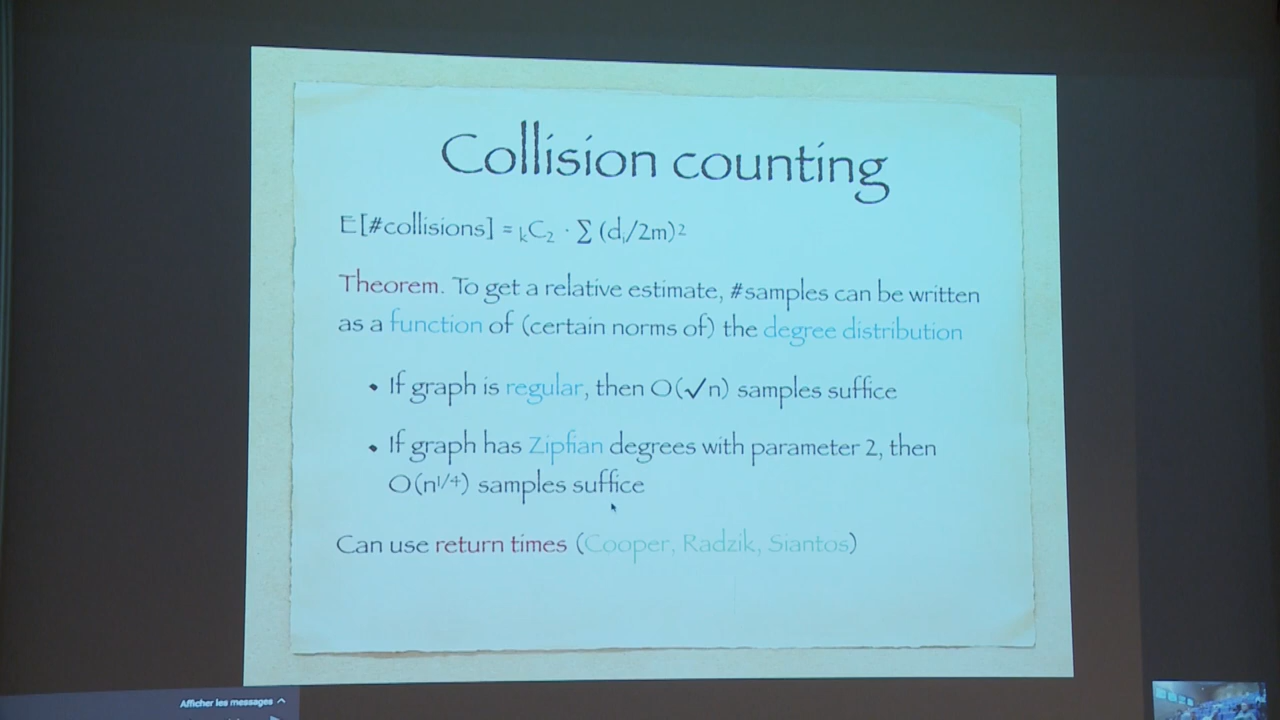 Collision counting
E[#collisions] = ₖC₂ · ∑ (dᵢ/2m)²
Theorem. To get a relative estimate, #samples can be written
as a function of (certain norms of) the degree distribution
• If graph is regular, then O(√n) samples suffice
• If graph has Zipfian degrees with parameter 2, then
O(n^1/4) samples suffice
Can use return times (Cooper, Radzik, Siantos)
Afficher les messages